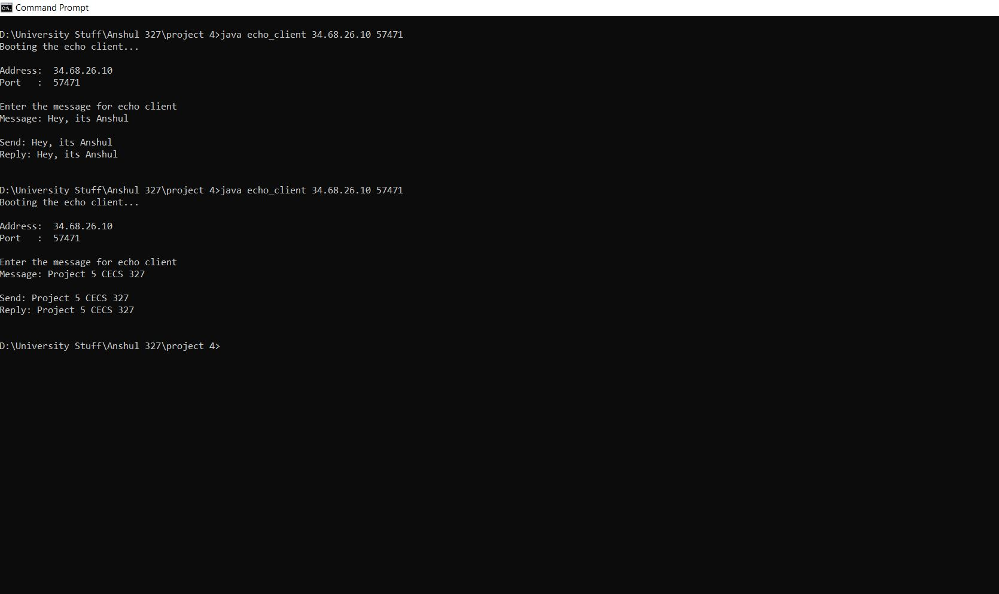 Command Prompt
D:\University Stuff\Anshul 327\project 4>java echo_client 34.68.26.10 57471
Booting the echo client...
Address:  34.68.26.10
Port   :  57471
Enter the message for echo client
Message: Hey, its Anshul
Send: Hey, its Anshul
Reply: Hey, its Anshul
D:\University Stuff\Anshul 327\project 4>java echo_client 34.68.26.10 57471
Booting the echo client...
Address:  34.68.26.10
Port   :  57471
Enter the message for echo client
Message: Project 5 CECS 327
Send: Project 5 CECS 327
Reply: Project 5 CECS 327
D:\University Stuff\Anshul 327\project 4>